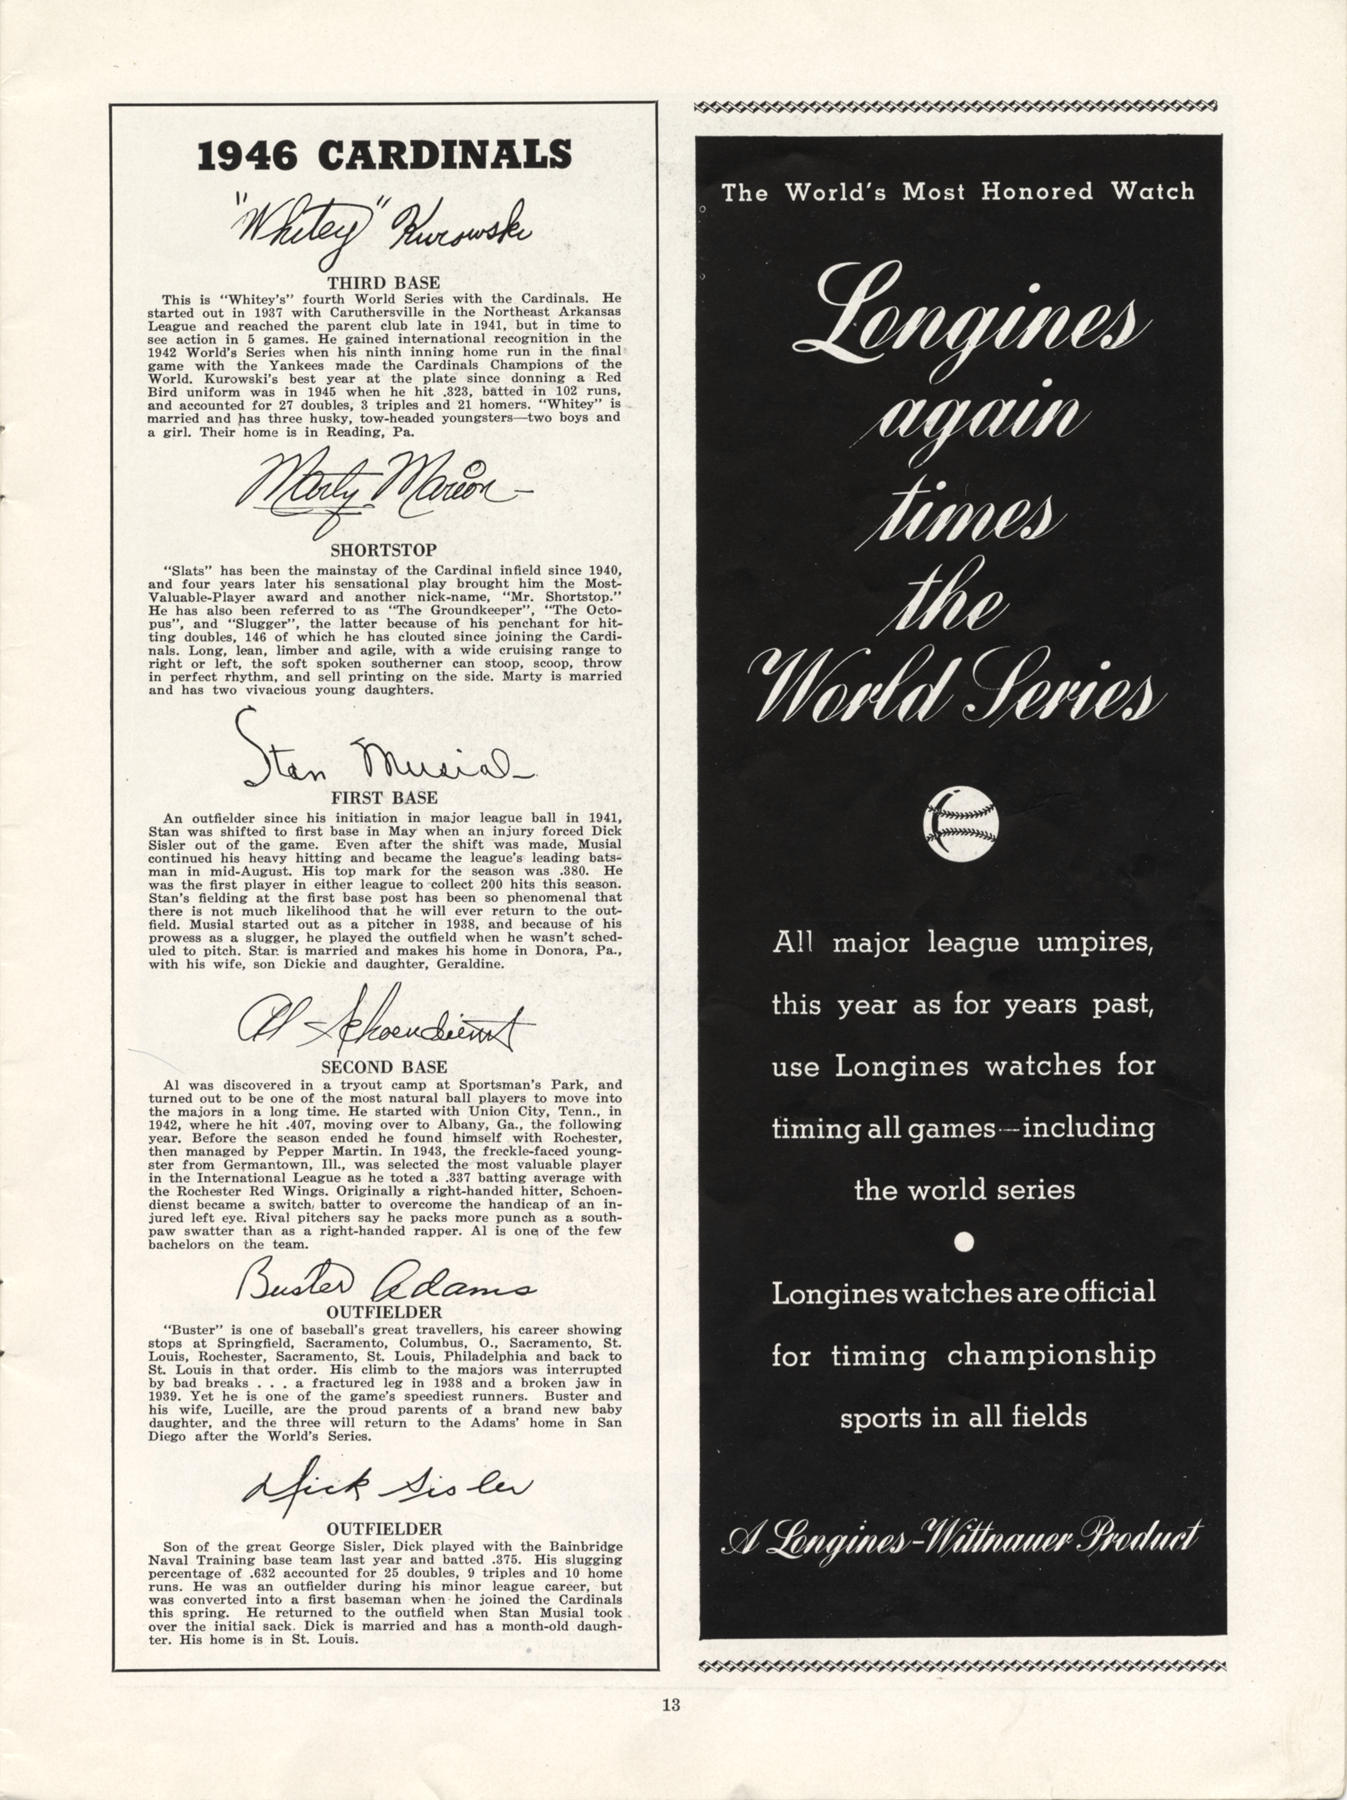 1946 CARDINALS
"Whitey" Kurowski
THIRD BASE
This is "Whitey's" fourth World Series with the Cardinals. He
started out in 1937 with Caruthersville in the Northeast Arkansas
League and reached the parent club late in 1941, but in time to
see action in 5 games. He gained international recognition in the
1942 World's Series when his ninth inning home run in the final
game with the Yankees made the Cardinals Champions of the
World. Kurowski's best year at the plate since donning a Red
Bird uniform was in 1945 when he hit .323, batted in 102 runs,
and accounted for 27 doubles, 3 triples and 21 homers. "Whitey" is
married and has three husky, tow-headed youngsters—two boys and
a girl. Their home is in Reading, Pa.
Marty Marion
SHORTSTOP
"Slats" has been the mainstay of the Cardinal infield since 1940,
and four years later his sensational play brought him the Most-
Valuable-Player award and another nick-name, "Mr. Shortstop."
He has also been referred to as "The Groundkeeper", "The Octo-
pus", and "Slugger", the latter because of his penchant for hit-
ting doubles, 146 of which he has clouted since joining the Cardi-
nals. Long, lean, limber and agile, with a wide cruising range to
right or left, the soft spoken southerner can stoop, scoop, throw
in perfect rhythm, and sell printing on the side. Marty is married
and has two vivacious young daughters.
Stan Musial
FIRST BASE
An outfielder since his initiation in major league ball in 1941,
Stan was shifted to first base in May when an injury forced Dick
Sisler out of the game. Even after the shift was made, Musial
continued his heavy hitting and became the league's leading bats-
man in mid-August. His top mark for the season was .380. He
was the first player in either league to collect 200 hits this season.
Stan's fielding at the first base post has been so phenomenal that
there is not much likelihood that he will ever return to the out-
field. Musial started out as a pitcher in 1938, and because of his
prowess as a slugger, he played the outfield when he wasn't sched-
uled to pitch. Stan is married and makes his home in Donora, Pa.,
with his wife, son Dickie and daughter, Geraldine.
Al Schoendienst
SECOND BASE
Al was discovered in a tryout camp at Sportsman's Park, and
turned out to be one of the most natural ball players to move into
the majors in a long time. He started with Union City, Tenn., in
1942, where he hit .407, moving over to Albany, Ga., the following
year. Before the season ended he found himself with Rochester,
then managed by Pepper Martin. In 1943, the freckle-faced young-
ster from Germantown, Ill., was selected the most valuable player
in the International League as he toted a .337 batting average with
the Rochester Red Wings. Originally a right-handed hitter, Schoen-
dienst became a switch batter to overcome the handicap of an in-
jured left eye. Rival pitchers say he packs more punch as a south-
paw swatter than as a right-handed rapper. Al is one of the few
bachelors on the team.
Buster Adams
OUTFIELDER
"Buster" is one of baseball's great travellers, his career showing
stops at Springfield, Sacramento, Columbus, O., Sacramento, St.
Louis, Rochester, Sacramento, St. Louis, Philadelphia and back to
St. Louis in that order. His climb to the majors was interrupted
by bad breaks . . . a fractured leg in 1938 and a broken jaw in
1939. Yet he is one of the game's speediest runners. Buster and
his wife, Lucille, are the proud parents of a brand new baby
daughter, and the three will return to the Adams' home in San
Diego after the World's Series.
Dick Sisler
OUTFIELDER
Son of the great George Sisler, Dick played with the Bainbridge
Naval Training base team last year and batted .375. His slugging
percentage of .632 accounted for 25 doubles, 9 triples and 10 home
runs. He was an outfielder during his minor league career, but
was converted into a first baseman when he joined the Cardinals
this spring. He returned to the outfield when Stan Musial took
over the initial sack. Dick is married and has a month-old daugh-
ter. His home is in St. Louis.
The World's Most Honored Watch
Longines
again
times
the
World Series
All major league umpires,
this year as for years past,
use Longines watches for
timing all games—including
the world series
Longines watches are official
for timing championship
sports in all fields
A Longines-Wittnauer Product
13